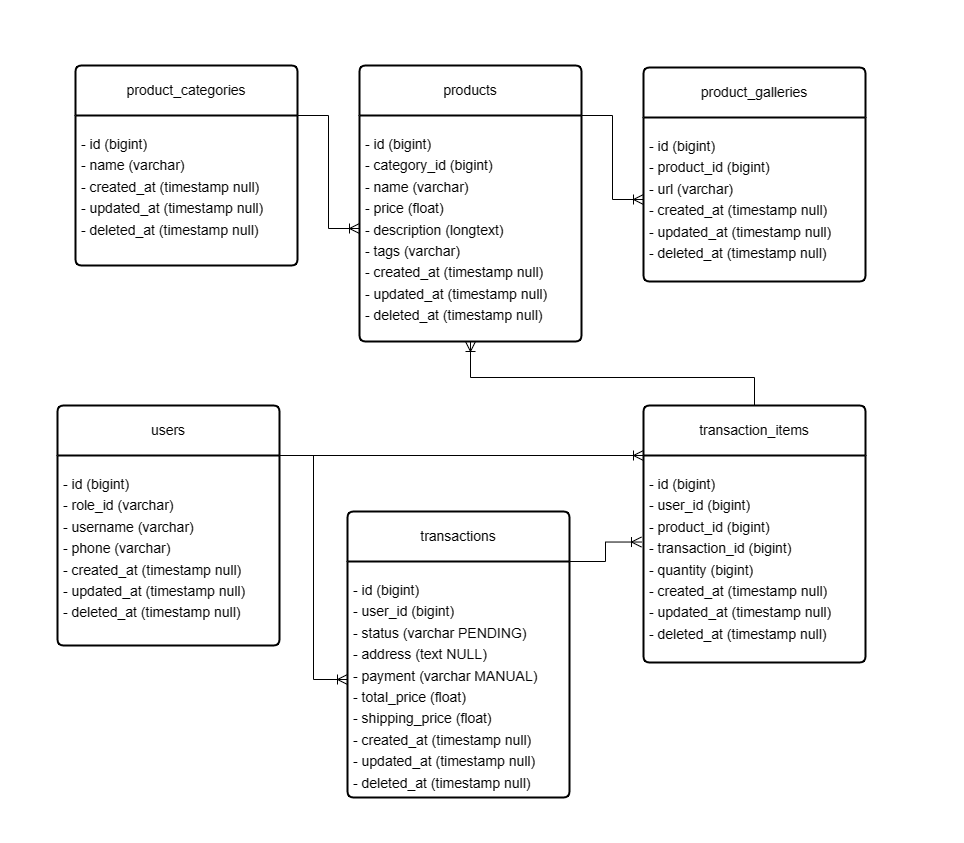 product_categories
- id (bigint)
- name (varchar)
- created_at (timestamp null)
- updated_at (timestamp null)
- deleted_at (timestamp null)
products
- id (bigint)
- category_id (bigint)
- name (varchar)
- price (float)
- description (longtext)
- tags (varchar)
- created_at (timestamp null)
- updated_at (timestamp null)
- deleted_at (timestamp null)
product_galleries
- id (bigint)
- product_id (bigint)
- url (varchar)
- created_at (timestamp null)
- updated_at (timestamp null)
- deleted_at (timestamp null)
users
- id (bigint)
- role_id (varchar)
- username (varchar)
- phone (varchar)
- created_at (timestamp null)
- updated_at (timestamp null)
- deleted_at (timestamp null)
transactions
- id (bigint)
- user_id (bigint)
- status (varchar PENDING)
- address (text NULL)
- payment (varchar MANUAL)
- total_price (float)
- shipping_price (float)
- created_at (timestamp null)
- updated_at (timestamp null)
- deleted_at (timestamp null)
transaction_items
- id (bigint)
- user_id (bigint)
- product_id (bigint)
- transaction_id (bigint)
- quantity (bigint)
- created_at (timestamp null)
- updated_at (timestamp null)
- deleted_at (timestamp null)